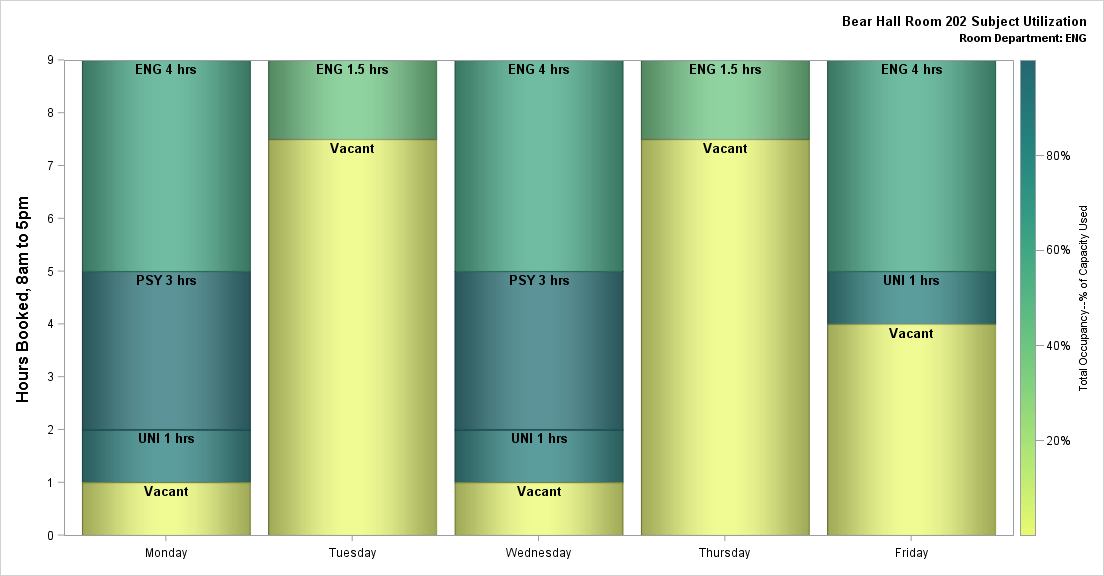 Bear Hall Room 202 Subject Utilization
Room Department: ENG
Hours Booked, 8am to 5pm
9
8
7
6
5
4
3
2
1
0
ENG 4 hrs
PSY 3 hrs
UNI 1 hrs
Vacant
ENG 1.5 hrs
Vacant
ENG 4 hrs
PSY 3 hrs
UNI 1 hrs
Vacant
ENG 1.5 hrs
Vacant
ENG 4 hrs
UNI 1 hrs
Vacant
Monday
Tuesday
Wednesday
Thursday
Friday
80%
60%
40%
20%
Total Occupancy--% of Capacity Used